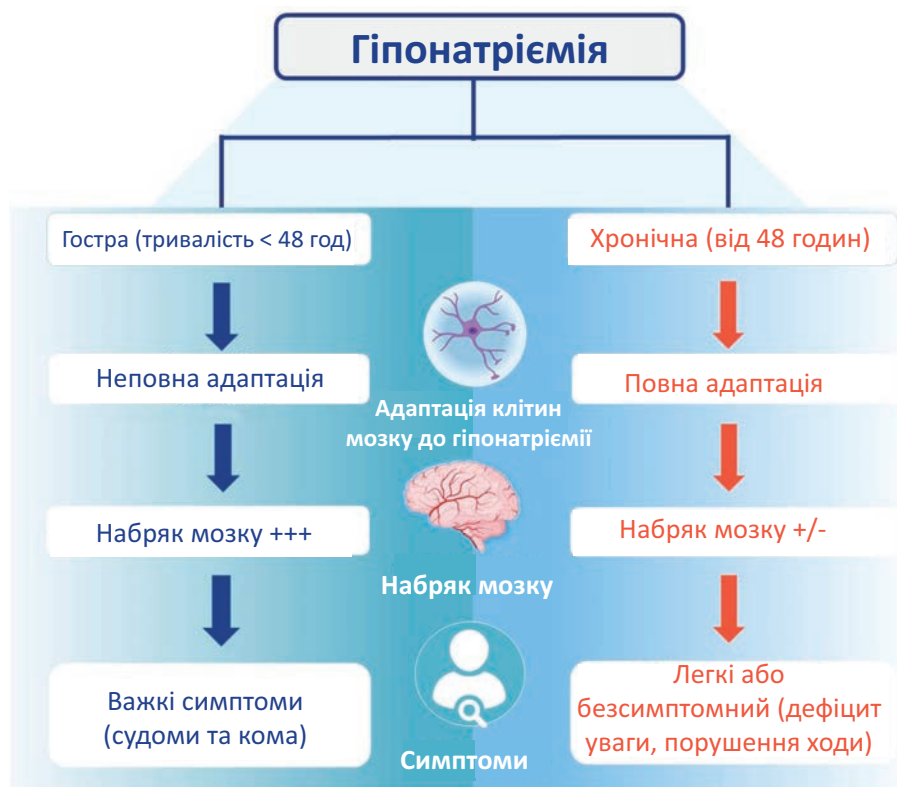 Гіпонатріємія
Гостра (тривалість < 48 год)
Хронічна (від 48 годин)
Неповна адаптація
Повна адаптація
Адаптація клітин
мозку до гіпонатріємії
Набряк мозку +++
Набряк мозку +/-
Набряк мозку
Важкі симптоми
(судоми та кома)
Легкі або
безсимптомний (дефіцит
уваги, порушення ходи)
Симптоми